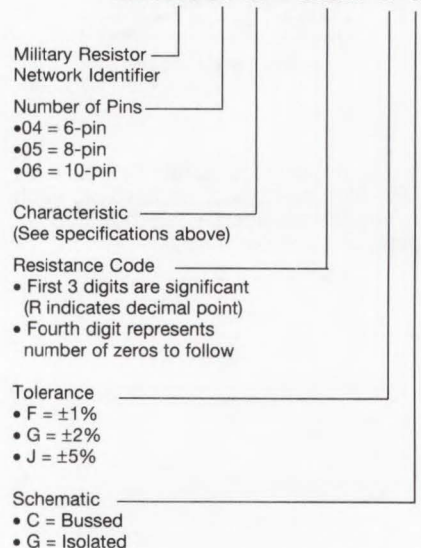 Military Resistor
Network Identifier
Number of Pins
•04 = 6-pin
•05 = 8-pin
•06 = 10-pin
Characteristic
(See specifications above)
Resistance Code
• First 3 digits are significant
(R indicates decimal point)
• Fourth digit represents
number of zeros to follow
Tolerance
• F = ±1%
• G = ±2%
• J = ±5%
Schematic
• C = Bussed
• G = Isolated